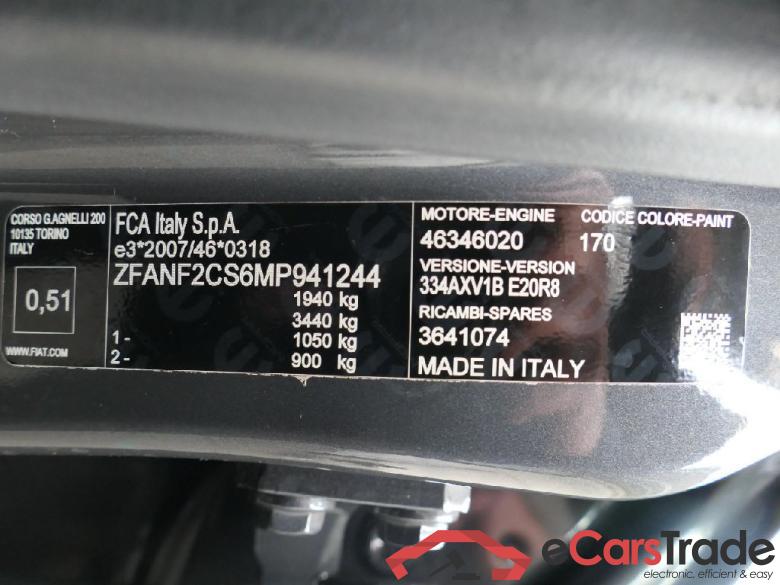 CORSO G.AGNELLI 200
10135 TORINO
ITALY
0,51
WWW.FIAT.COM
FCA Italy S.p.A.
e3*2007/46*0318
ZFANF2CS6MP941244
1940 kg
3440 kg
1- 1050 kg
2- 900 kg
MOTORE-ENGINE CODICE COLORE-PAINT
46346020 170
VERSIONE-VERSION
334AXV1B E20R8
RICAMBI-SPARES
3641074
MADE IN ITALY
eCarsTrade
electronic, efficient & easy